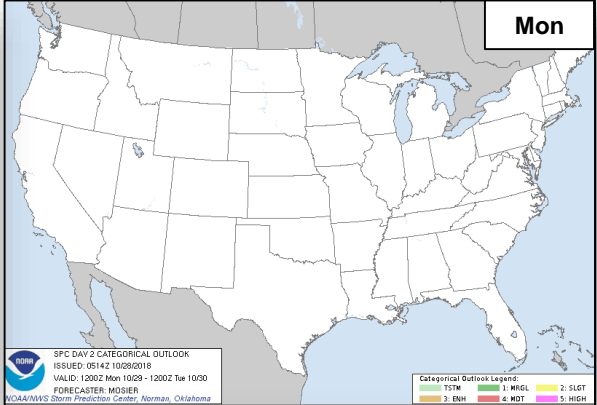 Mon
SPC DAY 2 CATEGORICAL OUTLOOK
ISSUED: 0514Z 10/28/2018
VALID: 1200Z Mon 10/29 - 1200Z Tue 10/30
FORECASTER: MOSIER
NOAA/NWS Storm Prediction Center, Norman, Oklahoma
NOAA
Categorical Outlook Legend:
TSTM 1: MRGL 2: SLGT
3: ENH 4: MDT 5: HIGH